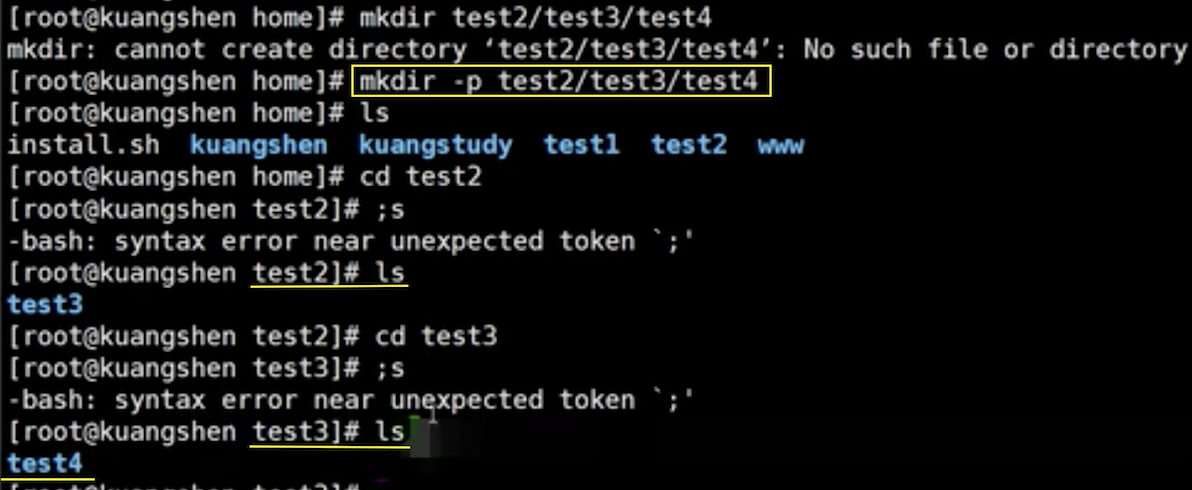 [root@kuangshen home]# mkdir test2/test3/test4
mkdir: cannot create directory ‘test2/test3/test4’: No such file or directory
[root@kuangshen home]# mkdir -p test2/test3/test4
[root@kuangshen home]# ls
install.sh kuangshen kuangstudy test1 test2 www
[root@kuangshen home]# cd test2
[root@kuangshen test2]# ;s
-bash: syntax error near unexpected token `;'
[root@kuangshen test2]# ls
test3
[root@kuangshen test2]# cd test3
[root@kuangshen test3]# ;s
-bash: syntax error near unexpected token `;'
[root@kuangshen test3]# ls
test4